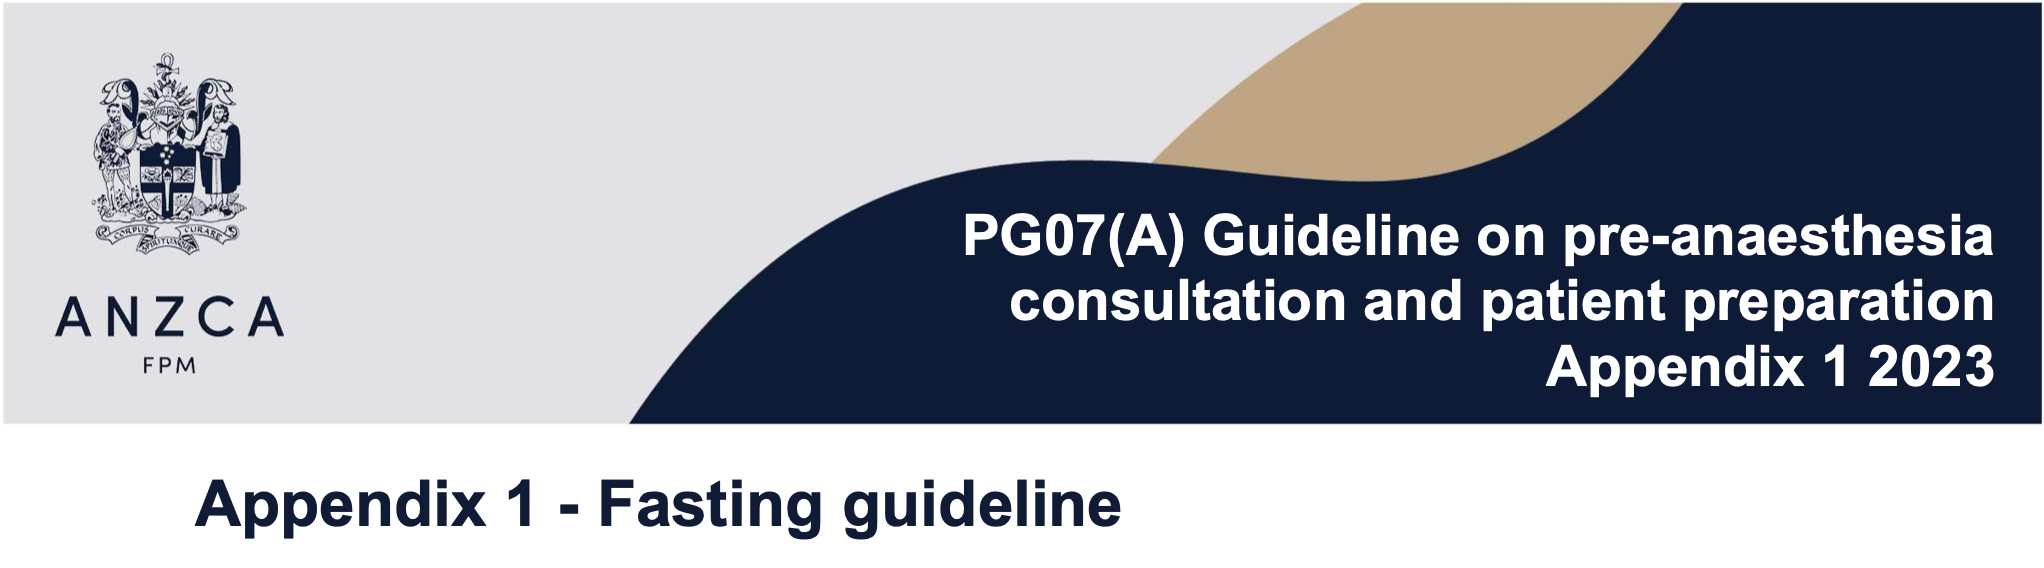 CORPUS CURARE
SPIRITUMQUE
ANZCA
FPM
PG07(A) Guideline on pre-anaesthesia
consultation and patient preparation
Appendix 1 2023
Appendix 1 - Fasting guideline